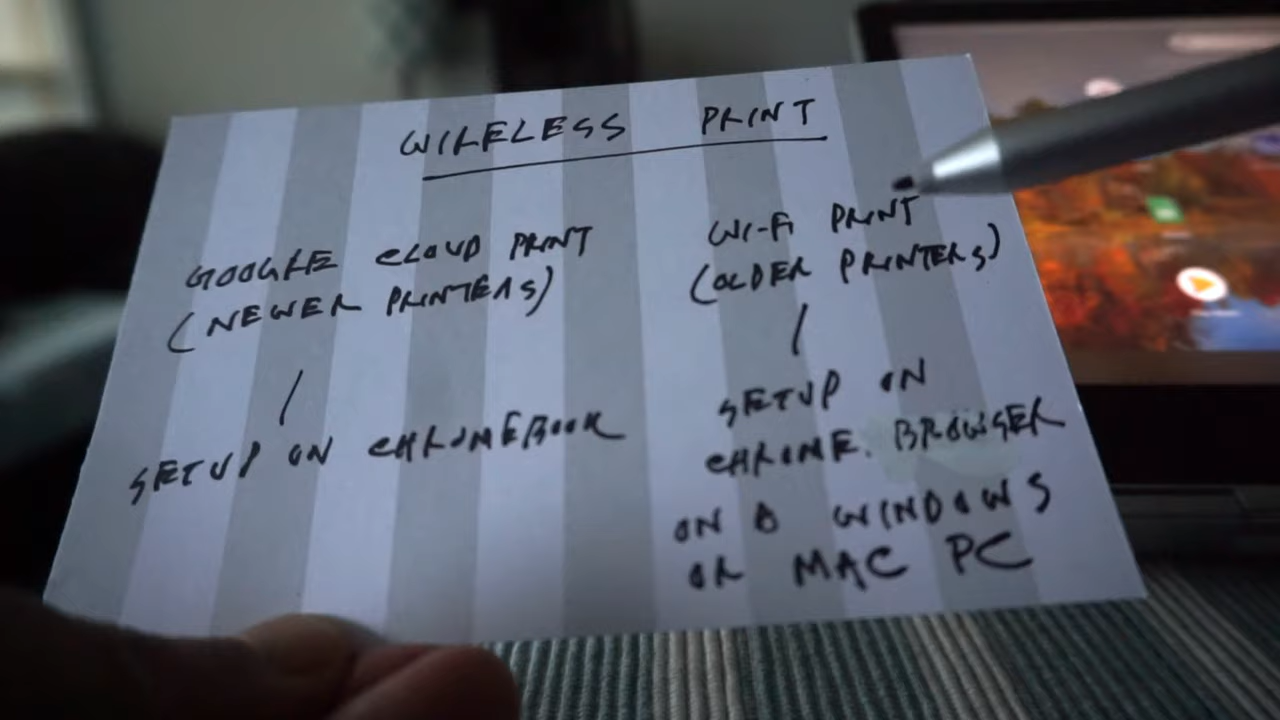 WIRELESS PRINT
GOOGLE CLOUD PRINT
(NEWER PRINTERS)
SETUP ON CHROMEBOOK
WI-FI PRINT
(OLDER PRINTERS)
SETUP ON
CHROME BROWSER
ON A WINDOWS
OR MAC PC